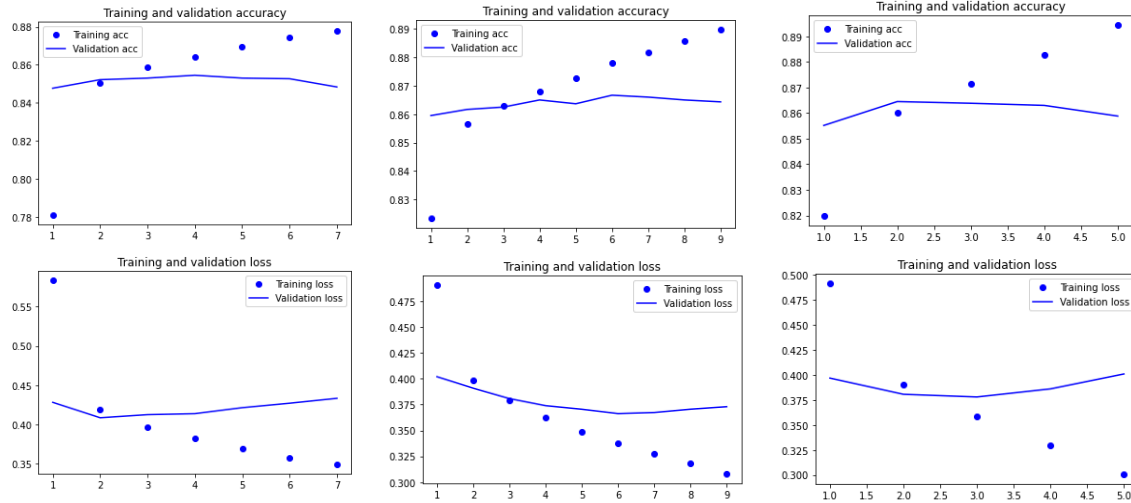 Training and validation accuracy
Training acc
Validation acc
0.88
0.86
0.84
0.82
0.80
0.78
1 2 3 4 5 6 7
Training and validation accuracy
Training acc
Validation acc
0.89
0.88
0.87
0.86
0.85
0.84
0.83
1 2 3 4 5 6 7 8 9
Training and validation accuracy
Training acc
Validation acc
0.89
0.88
0.87
0.86
0.85
0.84
0.83
0.82
1.0 1.5 2.0 2.5 3.0 3.5 4.0 4.5 5.0
Training and validation loss
Training loss
Validation loss
0.55
0.50
0.45
0.40
0.35
1 2 3 4 5 6 7
Training and validation loss
Training loss
Validation loss
0.475
0.450
0.425
0.400
0.375
0.350
0.325
0.300
1 2 3 4 5 6 7 8 9
Training and validation loss
Training loss
Validation loss
0.500
0.475
0.450
0.425
0.400
0.375
0.350
0.325
0.300
1.0 1.5 2.0 2.5 3.0 3.5 4.0 4.5 5.0